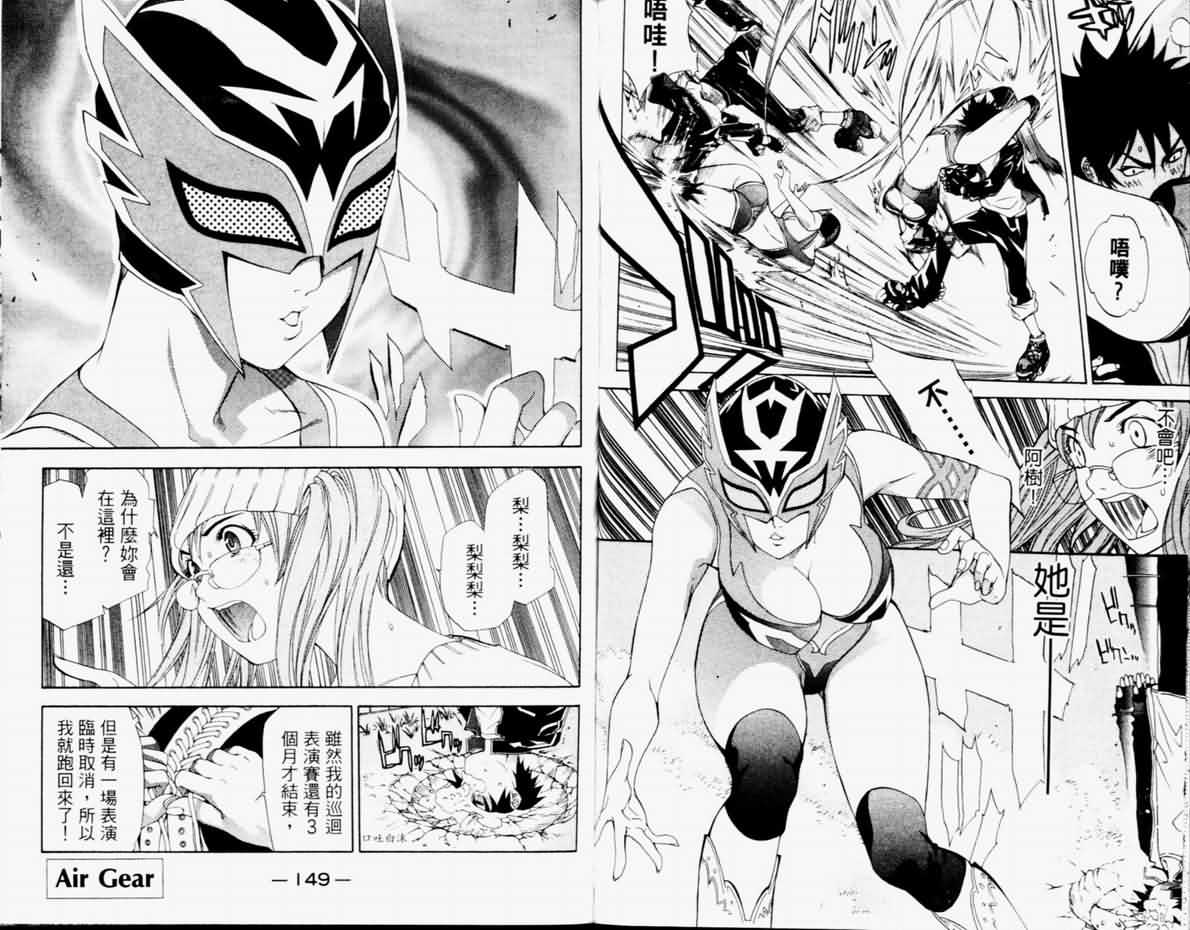 唔噗？
唔哇！
不會吧…
阿樹！
不……
她是——
梨…梨梨…
梨梨梨…
為什麼妳會
在這裡？
不是還…
口吐白沫
雖然我的巡迴
表演賽還有3
個月才結束，
但是有一場表演
臨時取消，所以
我就跑回來了！
Air Gear
—149—